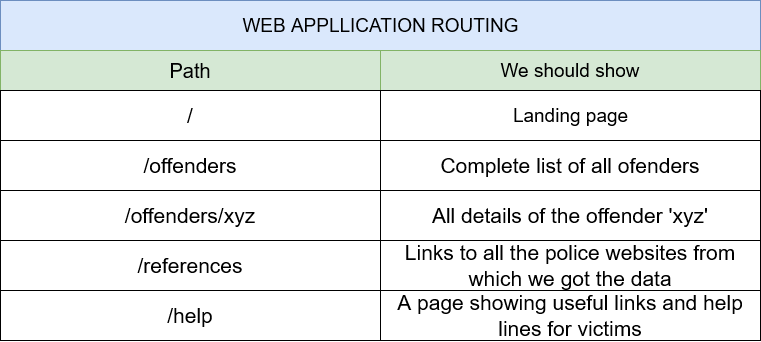 WEB APPLLICATION ROUTING
Path
We should show
/
Landing page
/offenders
Complete list of all ofenders
/offenders/xyz
All details of the offender 'xyz'
/references
Links to all the police websites from
which we got the data
/help
A page showing useful links and help
lines for victims